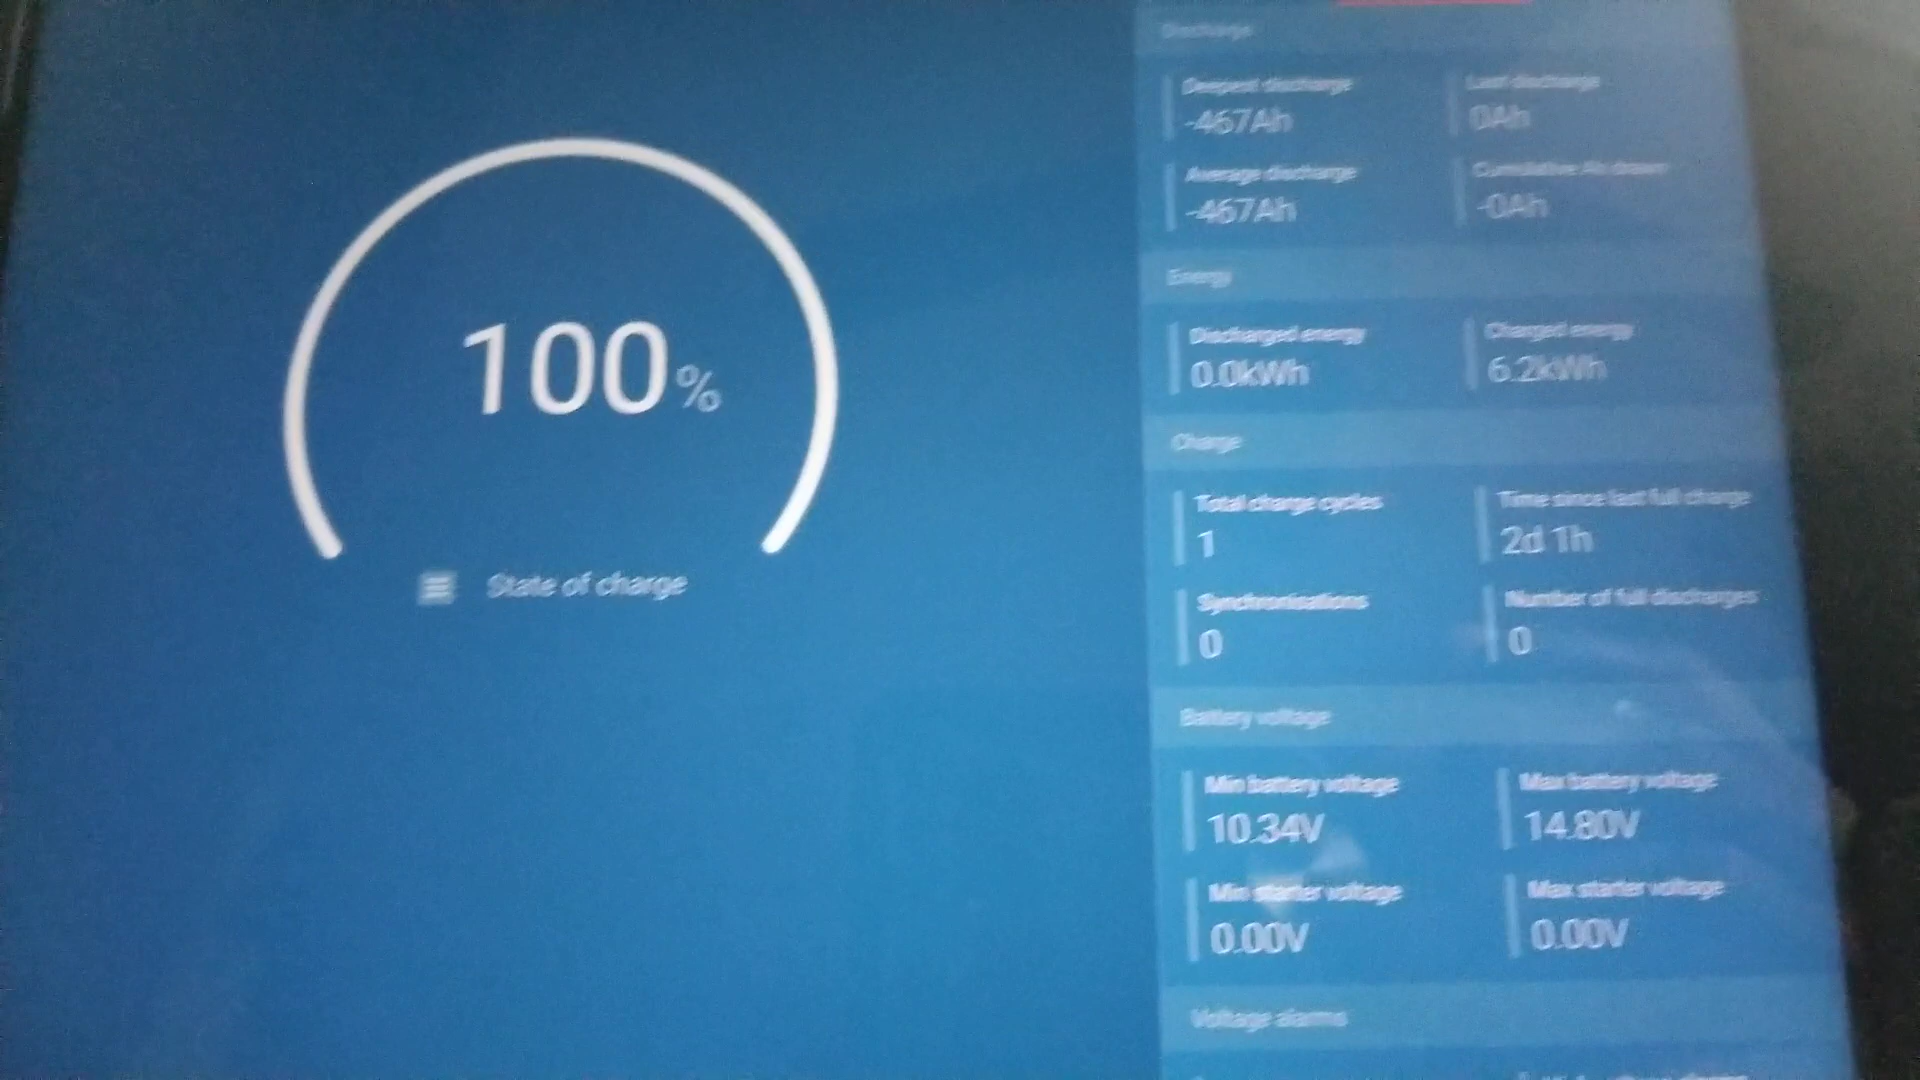 100%
State of charge
Discharge
Deepest discharge
-467Ah
Last discharge
0Ah
Average discharge
-467Ah
Cumulative Ah drawn
-0Ah
Energy
Discharged energy
0.0kWh
Charged energy
6.2kWh
Charge
Total charge cycles
1
Time since last full charge
2d 1h
Synchronisations
0
Number of full discharges
0
Battery voltage
Min battery voltage
10.34V
Max battery voltage
14.80V
Min starter voltage
0.00V
Max starter voltage
0.00V
Voltage alarms